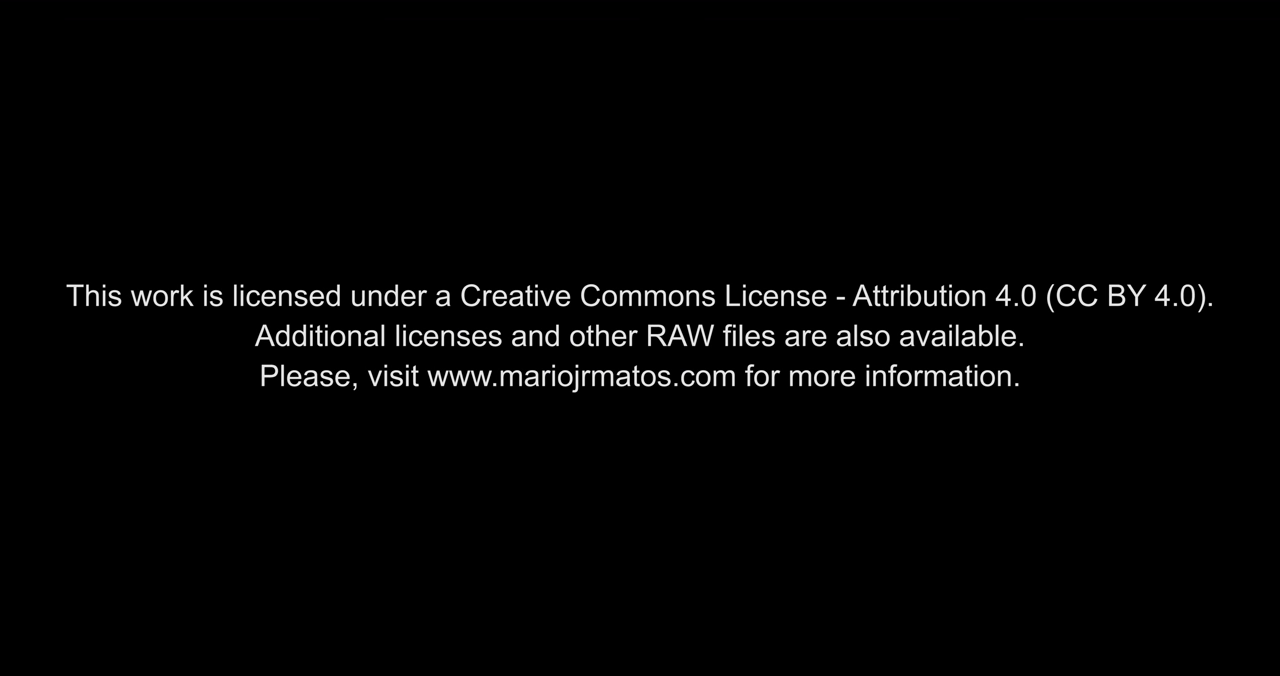 This work is licensed under a Creative Commons License - Attribution 4.0 (CC BY 4.0).
Additional licenses and other RAW files are also available.
Please, visit www.mariojrmatos.com for more information.